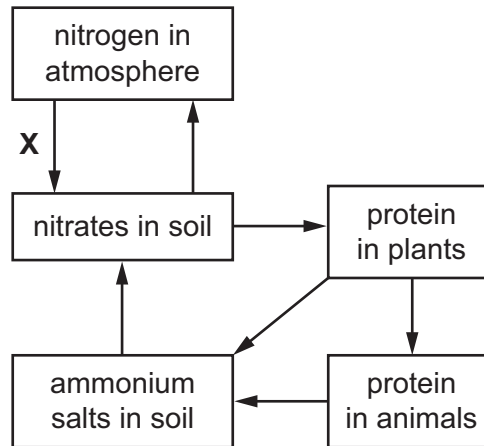 nitrogen in
atmosphere
X
nitrates in soil
protein
in plants
ammonium
salts in soil
protein
in animals